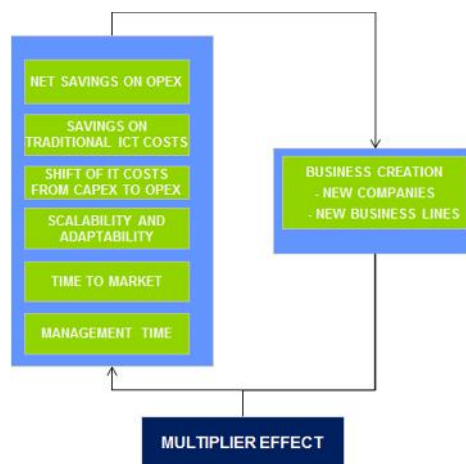 NET SAVINGS ON OPEX
SAVINGS ON
TRADITIONAL ICT COSTS
SHIFT OF IT COSTS
FROM CAPEX TO OPEX
SCALABILITY AND
ADAPTABILITY
TIME TO MARKET
MANAGEMENT TIME
BUSINESS CREATION
- NEW COMPANIES
- NEW BUSINESS LINES
MULTIPLIER EFFECT